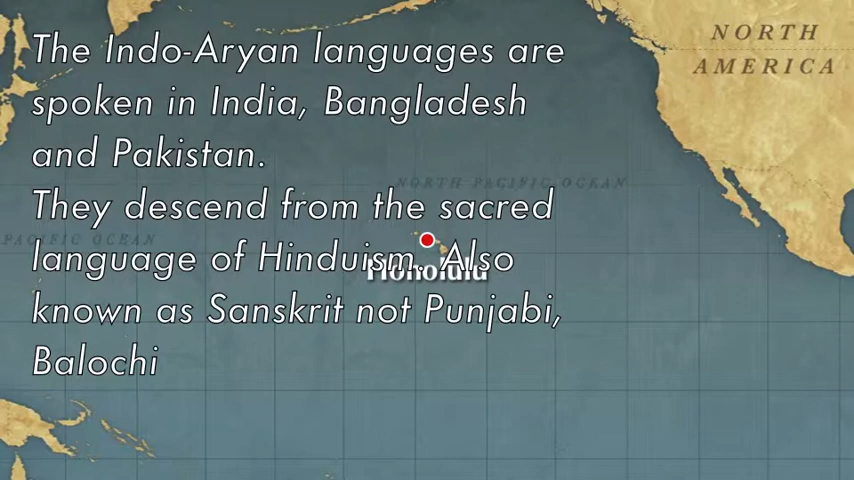 The Indo-Aryan languages are
spoken in India, Bangladesh
and Pakistan.
They descend from the sacred
language of Hinduism. Also
known as Sanskrit not Punjabi,
Balochi
NORTH
AMERICA
NORTH PACIFIC OCEAN
PACIFIC OCEAN
Honolulu